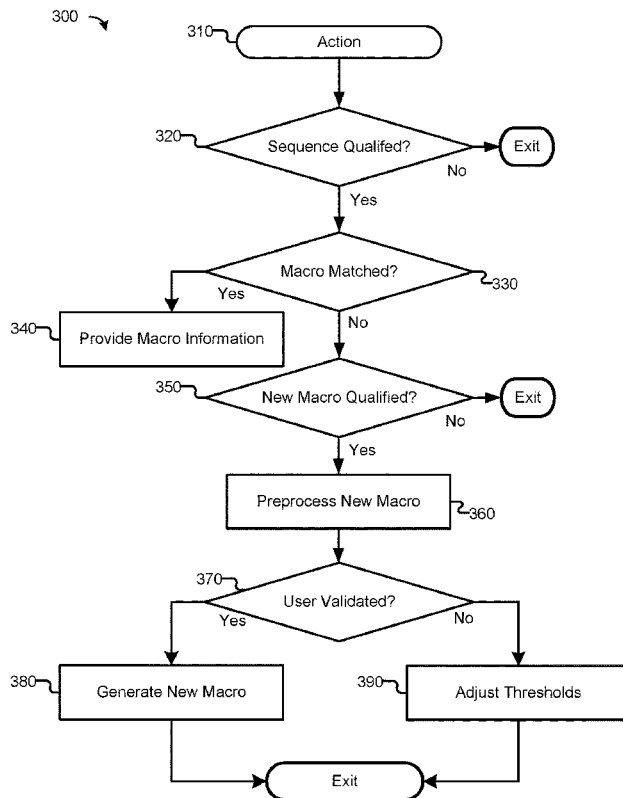 300
310
Action
320
Sequence Qualifed?
No
Exit
Yes
Macro Matched?
330
Yes
340
Provide Macro Information
No
350
New Macro Qualified?
No
Exit
Yes
Preprocess New Macro
360
370
User Validated?
Yes
No
380
Generate New Macro
390
Adjust Thresholds
Exit